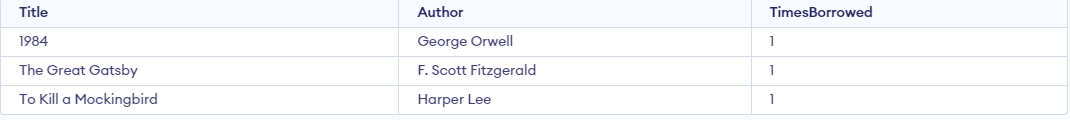 Title Author TimesBorrowed
1984 George Orwell 1
The Great Gatsby F. Scott Fitzgerald 1
To Kill a Mockingbird Harper Lee 1